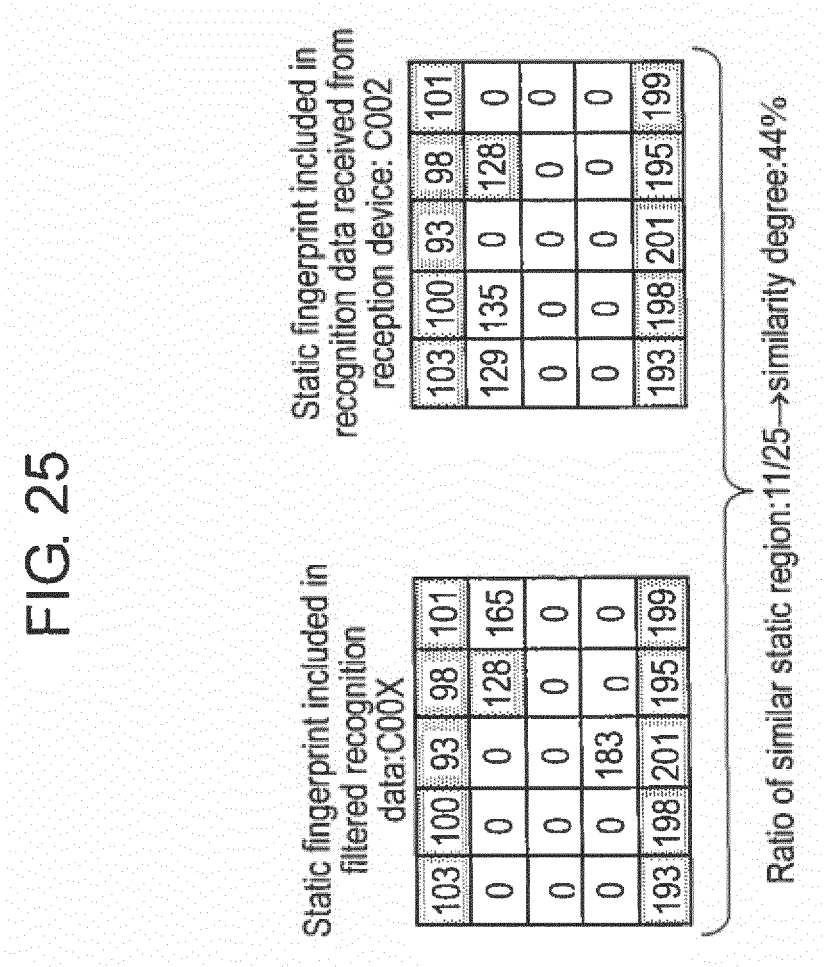 FIG. 25
Static fingerprint included in
filtered recognition
data:C00X
103 100 93 98 101
0 0 0 128 165
0 0 0 0 0
0 0 183 0 0
193 198 201 195 199
Static fingerprint included in
recognition data received from
reception device: C002
103 100 93 98 101
129 135 0 128 0
0 0 0 0 0
0 0 0 0 0
193 198 201 195 199
Ratio of similar static region:11/25→similarity degree:44%